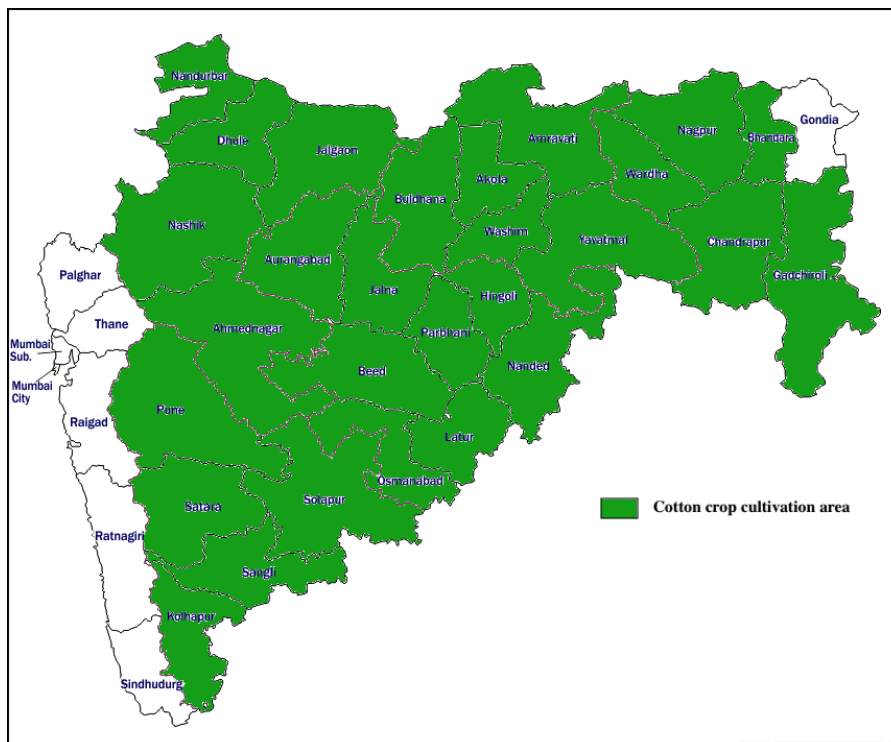 Nandurbar
Gondia
Nagpur
Bhandara
Dhule
Jalgaon
Amravati
Wardha
Akola
Buldhana
Nashik
Washim
Yavatmal
Chandrapur
Aurangabad
Palghar
Gadchiroli
Jalna
Hingoli
Thane
Ahmednagar
Parbhani
Mumbai
Sub.
Nanded
Beed
Mumbai
City
Pune
Raigad
Latur
Osmanabad
Solapur
Satara
Cotton crop cultivation area
Ratnagiri
Sangli
Kolhapur
Sindhudurg